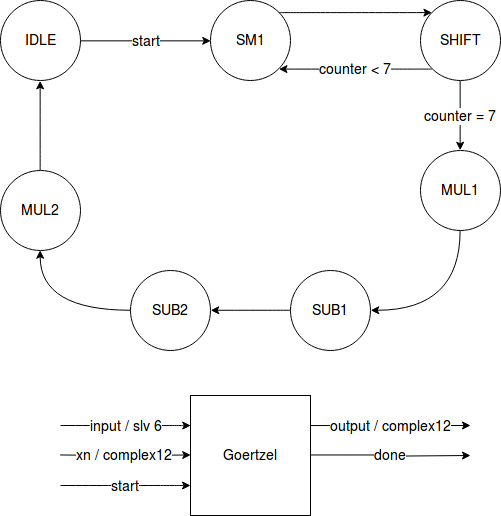 IDLE
start
SM1
SHIFT
counter < 7
counter = 7
MUL1
MUL2
SUB2
SUB1
input / slv 6
output / complex12
xn / complex12
Goertzel
done
start